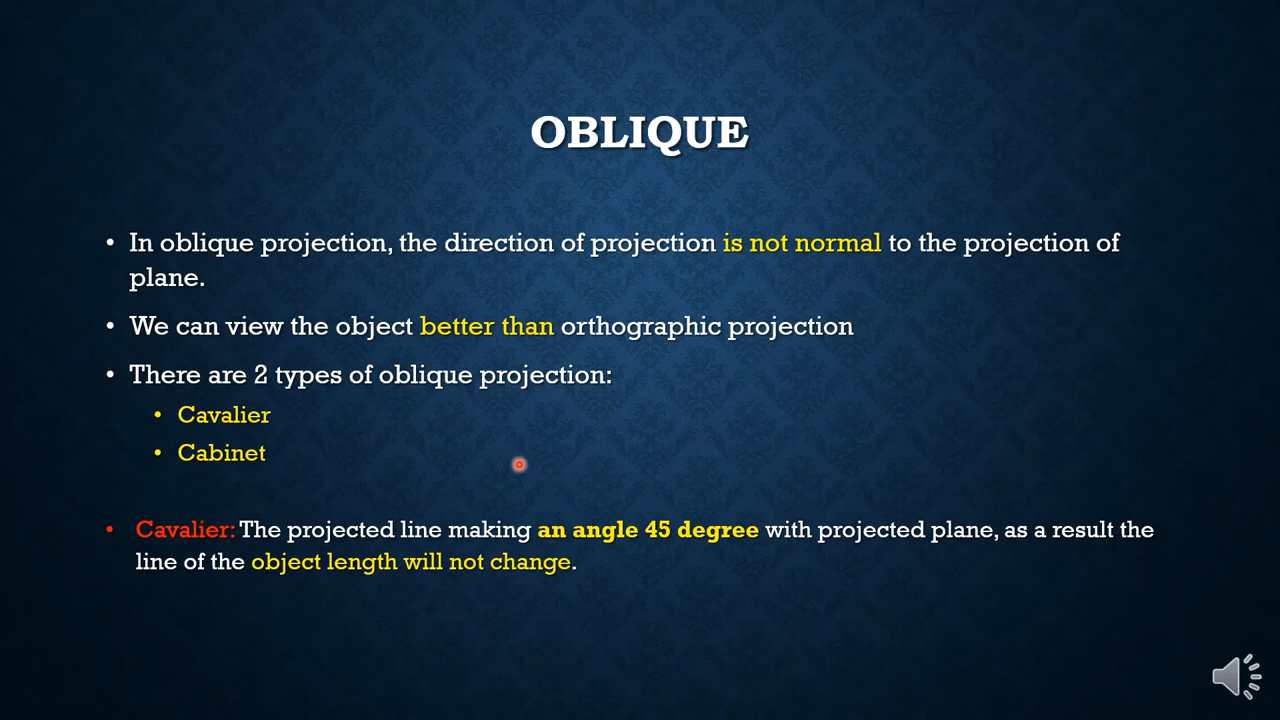 OBLIQUE
• In oblique projection, the direction of projection is not normal to the projection of
plane.
• We can view the object better than orthographic projection
• There are 2 types of oblique projection:
• Cavalier
• Cabinet
• Cavalier: The projected line making an angle 45 degree with projected plane, as a result the
line of the object length will not change.